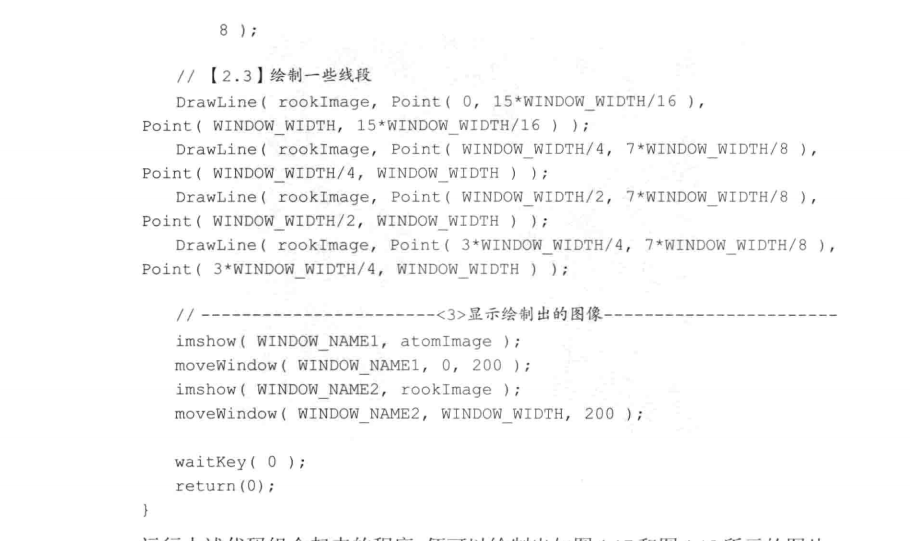 8 );
// 【2.3】绘制一些线段
DrawLine( rookImage, Point( 0, 15*WINDOW_WIDTH/16 ),
Point( WINDOW_WIDTH, 15*WINDOW_WIDTH/16 ) );
DrawLine( rookImage, Point( WINDOW_WIDTH/4, 7*WINDOW_WIDTH/8 ),
Point( WINDOW_WIDTH/4, WINDOW_WIDTH ) );
DrawLine( rookImage, Point( WINDOW_WIDTH/2, 7*WINDOW_WIDTH/8 ),
Point( WINDOW_WIDTH/2, WINDOW_WIDTH ) );
DrawLine( rookImage, Point( 3*WINDOW_WIDTH/4, 7*WINDOW_WIDTH/8 ),
Point( 3*WINDOW_WIDTH/4, WINDOW_WIDTH ) );
// -----------------------<3>显示绘制出的图像-----------------------
imshow( WINDOW_NAME1, atomImage );
moveWindow( WINDOW_NAME1, 0, 200 );
imshow( WINDOW_NAME2, rookImage );
moveWindow( WINDOW_NAME2, WINDOW_WIDTH, 200 );
waitKey( 0 );
return(0);
}